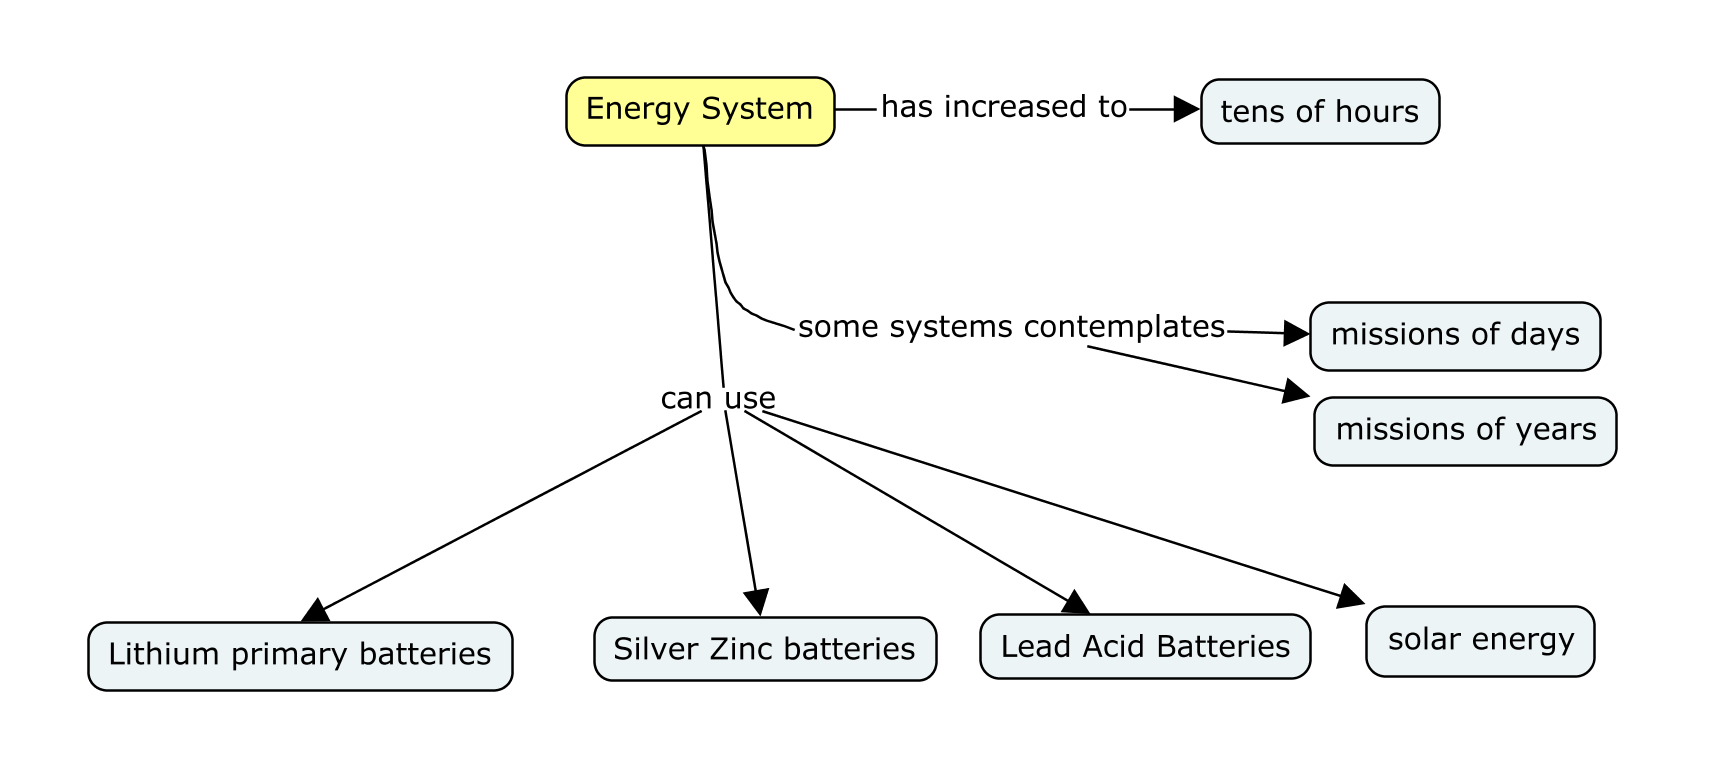 Energy System
has increased to
tens of hours
some systems contemplates
missions of days
missions of years
can use
Lithium primary batteries
Silver Zinc batteries
Lead Acid Batteries
solar energy